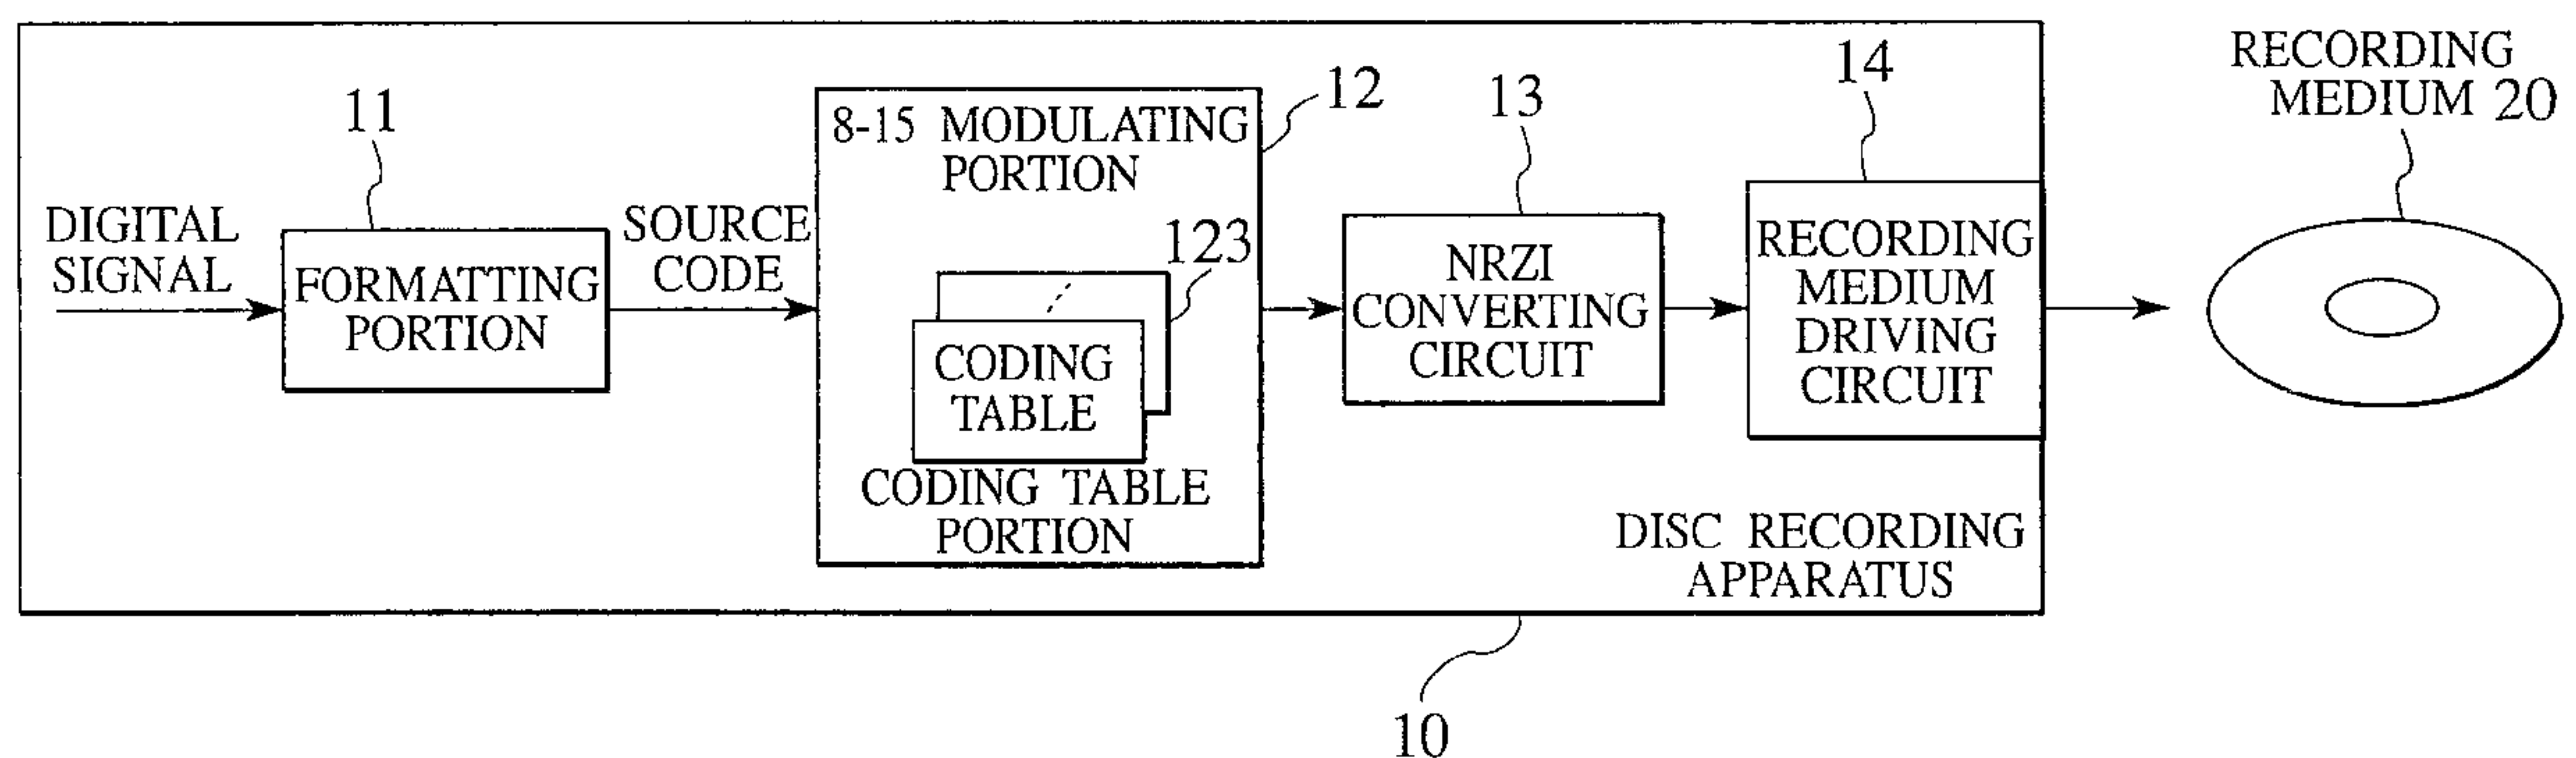 DIGITAL
SIGNAL
11
FORMATTING
PORTION
SOURCE
CODE
12
8-15 MODULATING
PORTION
123
CODING
TABLE
CODING TABLE
PORTION
13
NRZI
CONVERTING
CIRCUIT
14
RECORDING
MEDIUM
DRIVING
CIRCUIT
DISC RECORDING
APPARATUS
10
RECORDING
MEDIUM 20